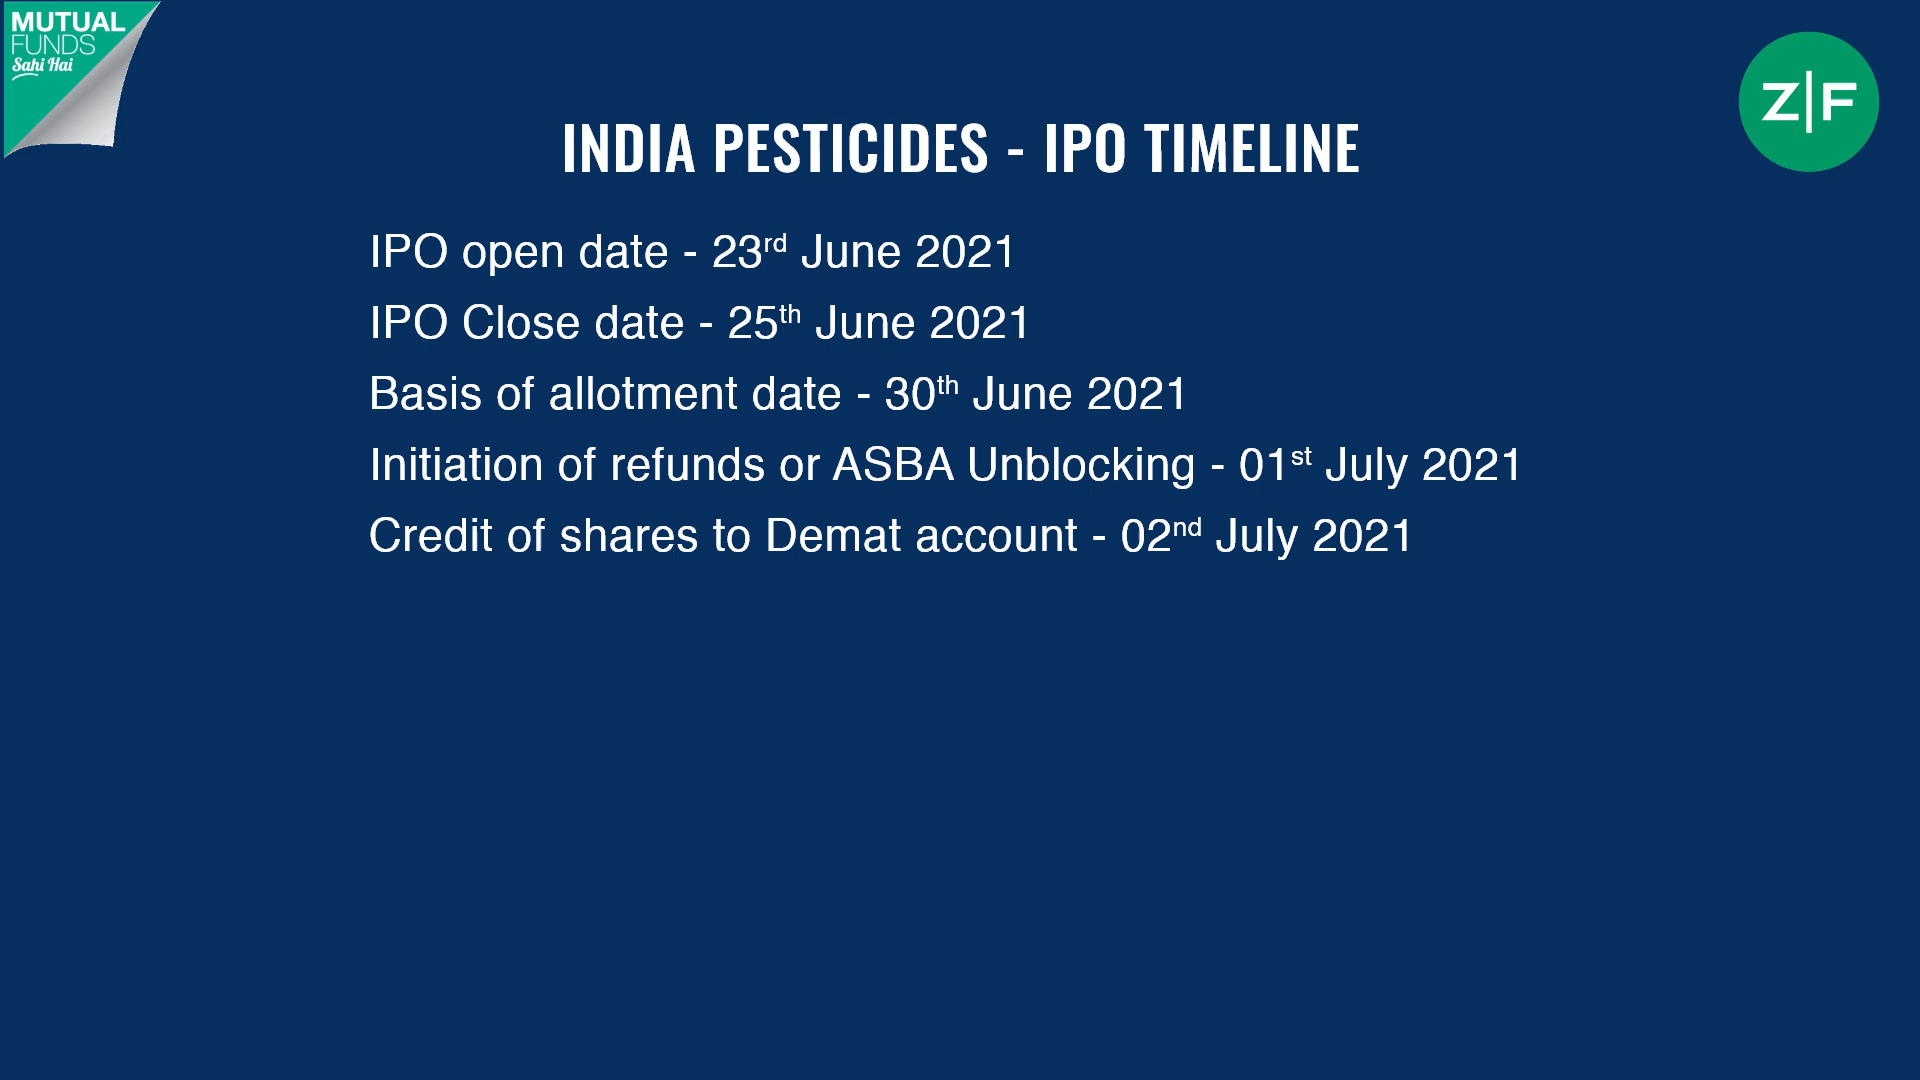 MUTUAL
FUNDS
Sahi Hai
Z|F
INDIA PESTICIDES - IPO TIMELINE
IPO open date - 23rd June 2021
IPO Close date - 25th June 2021
Basis of allotment date - 30th June 2021
Initiation of refunds or ASBA Unblocking - 01st July 2021
Credit of shares to Demat account - 02nd July 2021